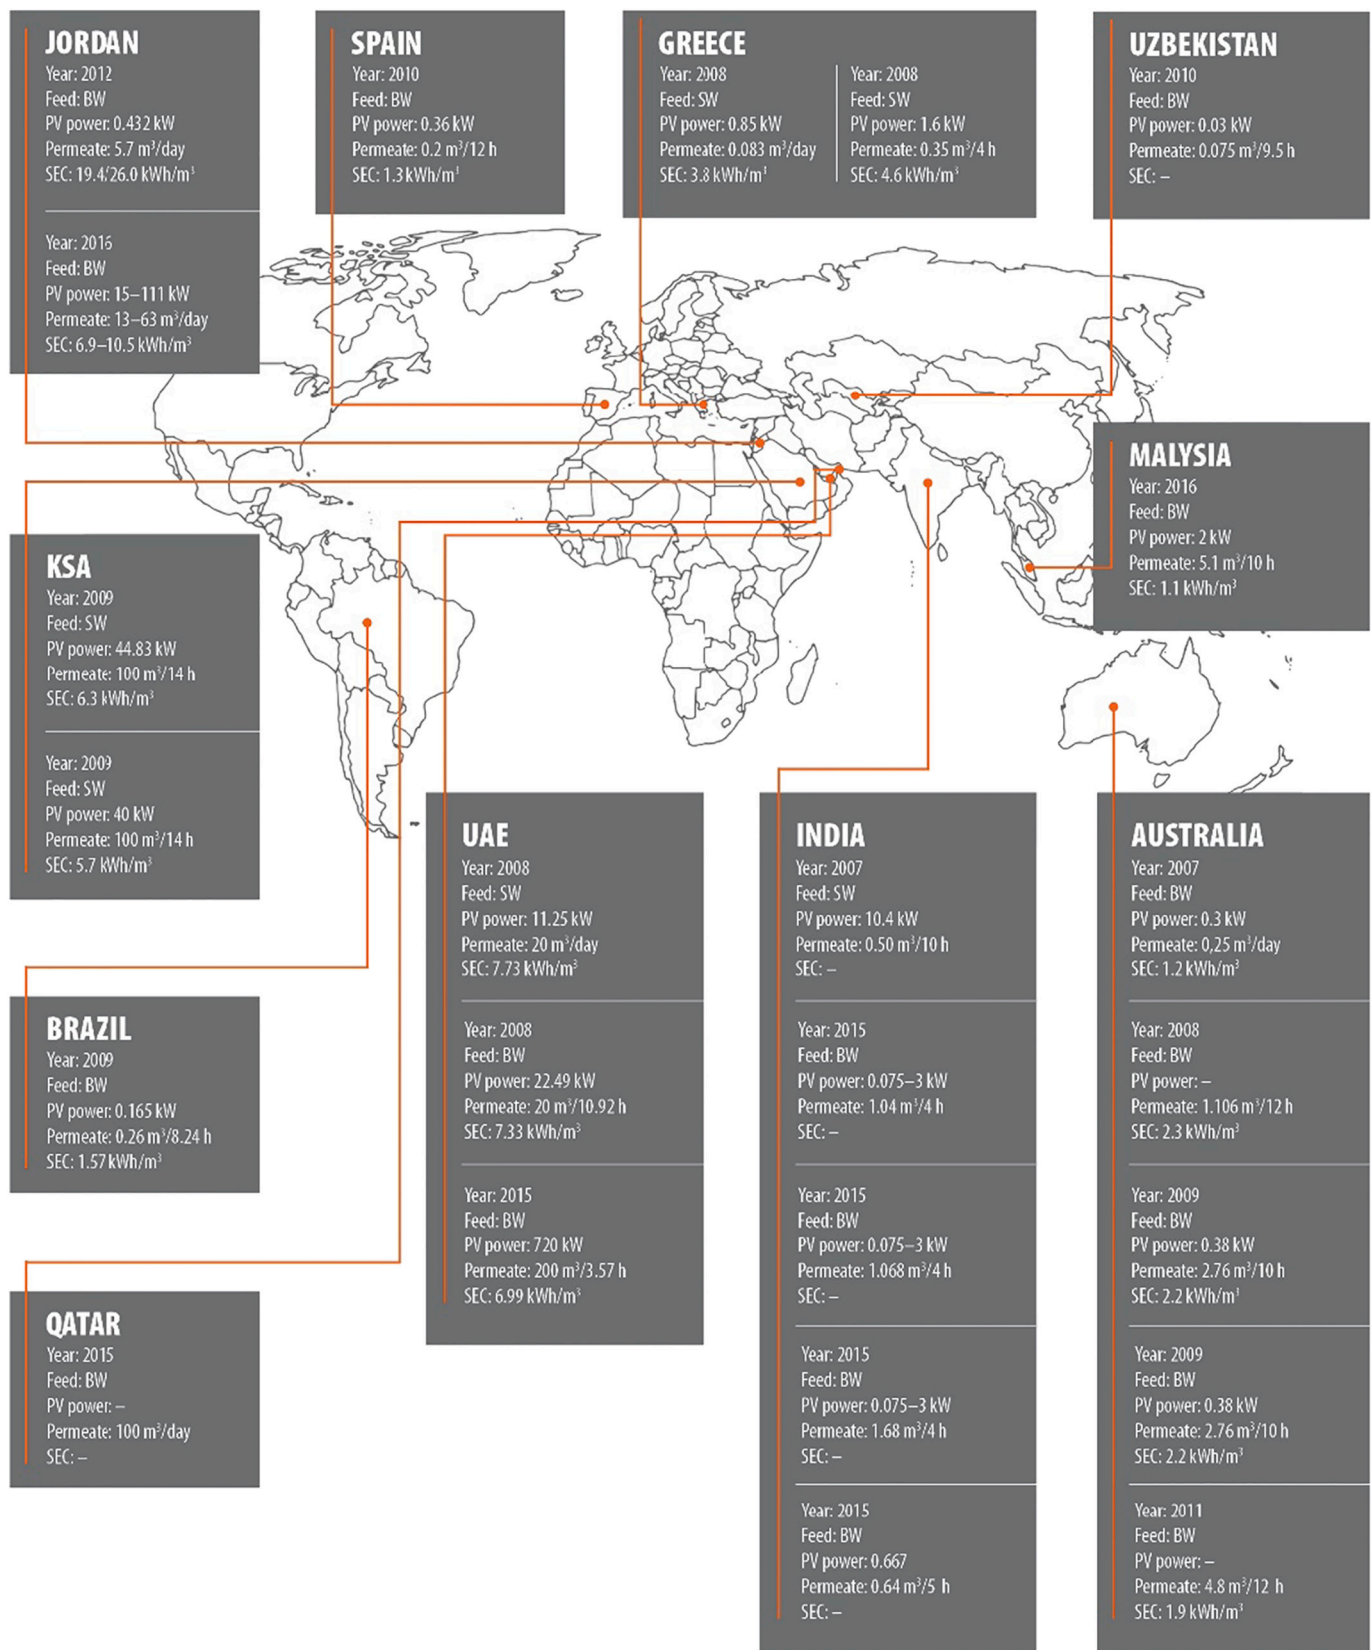 JORDAN
Year: 2012
Feed: BW
PV power: 0.432 kW
Permeate: 5.7 m³/day
SEC: 19.4/26.0 kWh/m³
Year: 2016
Feed: BW
PV power: 15–111 kW
Permeate: 13–63 m³/day
SEC: 6.9–10.5 kWh/m³
SPAIN
Year: 2010
Feed: BW
PV power: 0.36 kW
Permeate: 0.2 m³/12 h
SEC: 1.3 kWh/m³
GREECE
Year: 2008
Feed: SW
PV power: 0.85 kW
Permeate: 0.083 m³/day
SEC: 3.8 kWh/m³
Year: 2008
Feed: SW
PV power: 1.6 kW
Permeate: 0.35 m³/4 h
SEC: 4.6 kWh/m³
UZBEKISTAN
Year: 2010
Feed: BW
PV power: 0.03 kW
Permeate: 0.075 m³/9.5 h
SEC: –
MALYSIA
Year: 2016
Feed: BW
PV power: 2 kW
Permeate: 5.1 m³/10 h
SEC: 1.1 kWh/m³
KSA
Year: 2009
Feed: SW
PV power: 44.83 kW
Permeate: 100 m³/14 h
SEC: 6.3 kWh/m³
Year: 2009
Feed: SW
PV power: 40 kW
Permeate: 100 m³/14 h
SEC: 5.7 kWh/m³
BRAZIL
Year: 2009
Feed: BW
PV power: 0.165 kW
Permeate: 0.26 m³/8.24 h
SEC: 1.57 kWh/m³
QATAR
Year: 2015
Feed: BW
PV power: –
Permeate: 100 m³/day
SEC: –
UAE
Year: 2008
Feed: SW
PV power: 11.25 kW
Permeate: 20 m³/day
SEC: 7.73 kWh/m³
Year: 2008
Feed: BW
PV power: 22.49 kW
Permeate: 20 m³/10.92 h
SEC: 7.33 kWh/m³
Year: 2015
Feed: BW
PV power: 720 kW
Permeate: 200 m³/3.57 h
SEC: 6.99 kWh/m³
INDIA
Year: 2007
Feed: SW
PV power: 10.4 kW
Permeate: 0.50 m³/10 h
SEC: –
Year: 2015
Feed: BW
PV power: 0.075–3 kW
Permeate: 1.04 m³/4 h
SEC: –
Year: 2015
Feed: BW
PV power: 0.075–3 kW
Permeate: 1.068 m³/4 h
SEC: –
Year: 2015
Feed: BW
PV power: 0.075–3 kW
Permeate: 1.68 m³/4 h
SEC: –
Year: 2015
Feed: BW
PV power: 0.667
Permeate: 0.64 m³/5 h
SEC: –
AUSTRALIA
Year: 2007
Feed: BW
PV power: 0.3 kW
Permeate: 0,25 m³/day
SEC: 1.2 kWh/m³
Year: 2008
Feed: BW
PV power: –
Permeate: 1.106 m³/12 h
SEC: 2.3 kWh/m³
Year: 2009
Feed: BW
PV power: 0.38 kW
Permeate: 2.76 m³/10 h
SEC: 2.2 kWh/m³
Year: 2009
Feed: BW
PV power: 0.38 kW
Permeate: 2.76 m³/10 h
SEC: 2.2 kWh/m³
Year: 2011
Feed: BW
PV power: –
Permeate: 4.8 m³/12 h
SEC: 1.9 kWh/m³